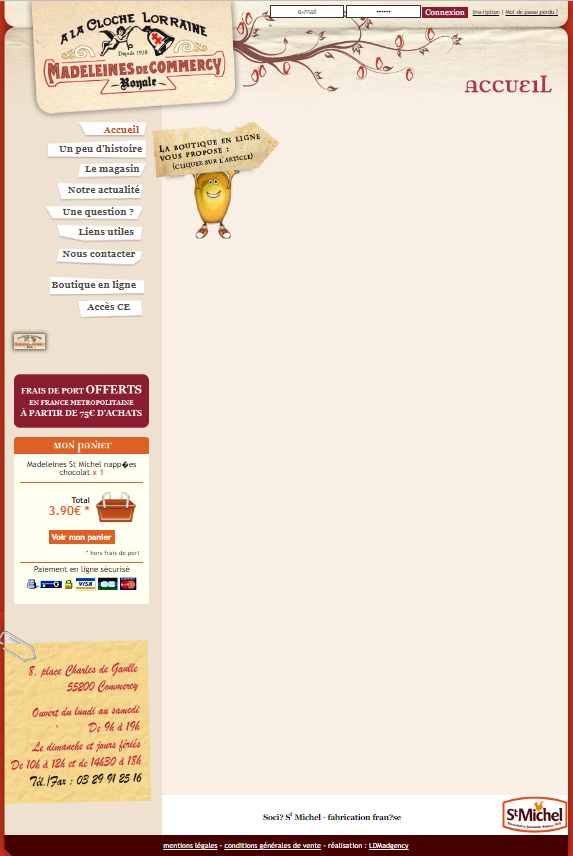 e-mail •••••• Connexion Inscription | Mot de passe perdu !
A LA CLOCHE LORRAINE
Depuis 1928
MADELEINES DE COMMERCY
Royale
ACCUEIL
Accueil
Un peu d'histoire
Le magasin
Notre actualité
Une question ?
Liens utiles
Nous contacter
Boutique en ligne
Accès CE
LA BOUTIQUE EN LIGNE
VOUS PROPOSE :
(CLIQUEZ SUR L'ARTICLE)
FRAIS DE PORT OFFERTS
EN FRANCE METROPOLITAINE
À PARTIR DE 75€ D'ACHATS
MON PANIER
Madeleines St Michel napp�es
chocolat x 1
Total
3.90€ *
Voir mon panier
* hors frais de port
Paiement en ligne sécurisé
VISA CB
8, place Charles de Gaulle
55200 Commercy
Ouvert du lundi au samedi
De 9h à 19h
Le dimanche et jours fériés
De 10h à 12h et de 14H30 à 18h
Tél./Fax : 03 29 91 25 16
Soci? St Michel - fabrication fran?se
St Michel
mentions légales - conditions générales de vente - réalisation : LDMadgency